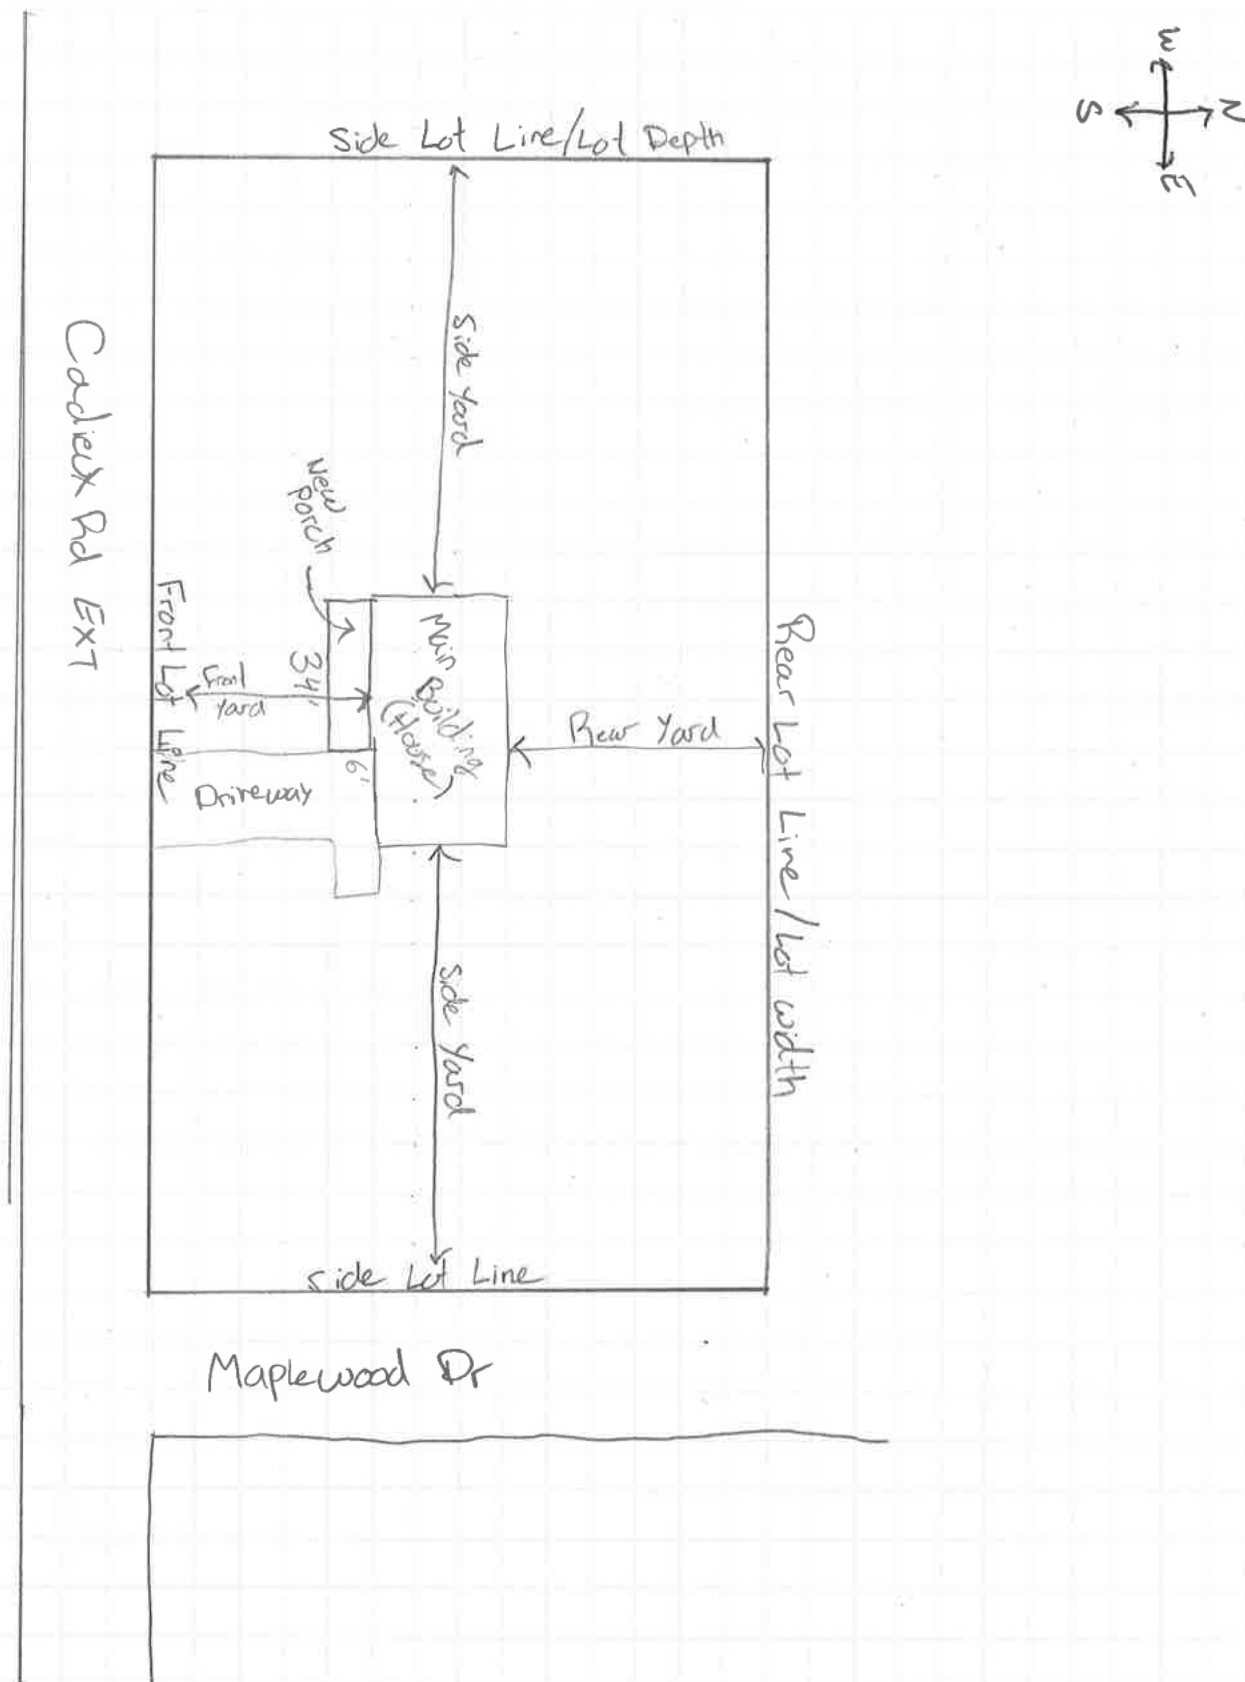 W
S
N
E
Side Lot Line/Lot Depth
Side Yard
Cadieux Rd EXT
New
Porch
Front Lot Line
Front
Yard
34'
6'
Main
Building
(House)
Rear Yard
Rear Lot Line/Lot width
Driveway
Side Yard
Side Lot Line
Maplewood Dr